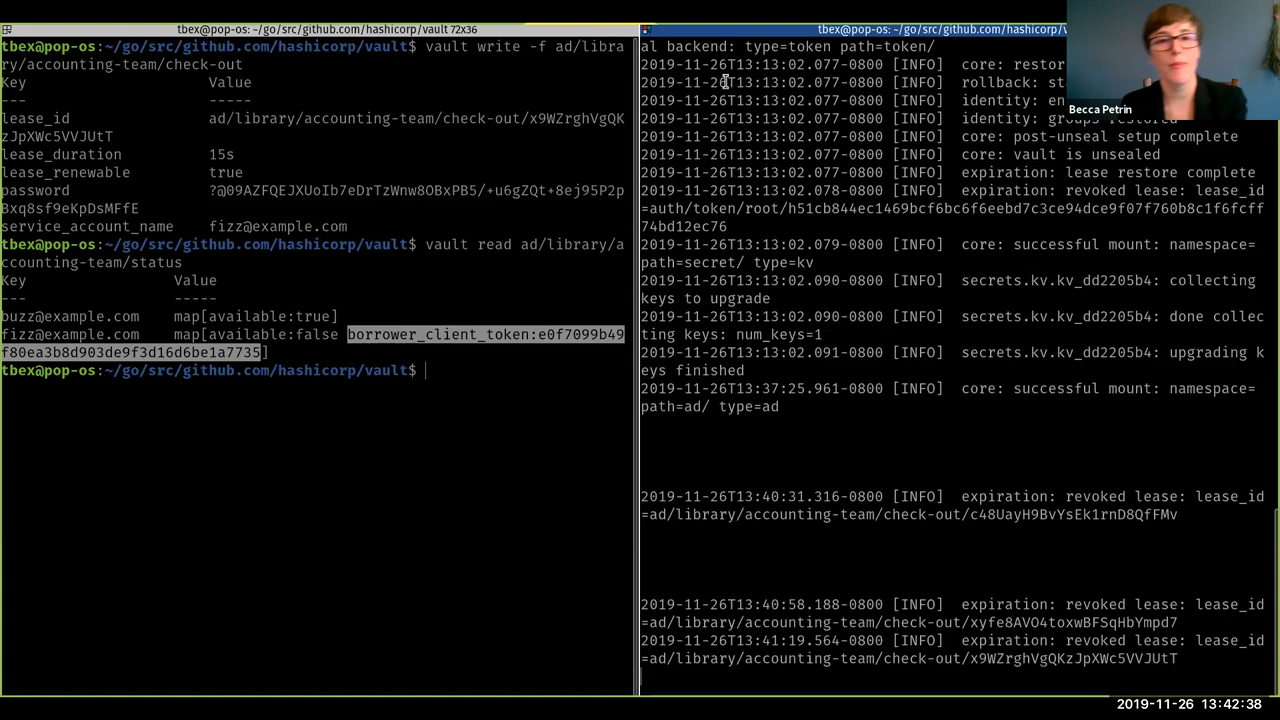 tbex@pop-os: ~/go/src/github.com/hashicorp/vault 72x36
tbex@pop-os:~/go/src/github.com/hashicorp/vault$ vault write -f ad/libra
ry/accounting-team/check-out
Key Value
--- -----
lease_id ad/library/accounting-team/check-out/x9WZrghVgQK
zJpXWc5VVJUtT
lease_duration 15s
lease_renewable true
password ?@09AZFQEJXUoIb7eDrTzWnw8OBxPB5/+u6gZQt+8ej95P2p
Bxq8sf9eKpDsMFfE
service_account_name fizz@example.com
tbex@pop-os:~/go/src/github.com/hashicorp/vault$ vault read ad/library/a
ccounting-team/status
Key Value
--- -----
buzz@example.com map[available:true]
fizz@example.com map[available:false borrower_client_token:e0f7099b49
f80ea3b8d903de9f3d16d6be1a7735]
tbex@pop-os:~/go/src/github.com/hashicorp/vault$
tbex@pop-os: ~/go/src/github.com/hashicorp/
al backend: type=token path=token/
2019-11-26T13:13:02.077-0800 [INFO] core: restor
2019-11-26T13:13:02.077-0800 [INFO] rollback: st
2019-11-26T13:13:02.077-0800 [INFO] identity: en
2019-11-26T13:13:02.077-0800 [INFO] identity: groups restored
2019-11-26T13:13:02.077-0800 [INFO] core: post-unseal setup complete
2019-11-26T13:13:02.077-0800 [INFO] core: vault is unsealed
2019-11-26T13:13:02.077-0800 [INFO] expiration: lease restore complete
2019-11-26T13:13:02.078-0800 [INFO] expiration: revoked lease: lease_id
=auth/token/root/h51cb844ec1469bcf6bc6f6eebd7c3ce94dce9f07f760b8c1f6fcff
74bd12ec76
2019-11-26T13:13:02.079-0800 [INFO] core: successful mount: namespace=
path=secret/ type=kv
2019-11-26T13:13:02.090-0800 [INFO] secrets.kv.kv_dd2205b4: collecting
keys to upgrade
2019-11-26T13:13:02.090-0800 [INFO] secrets.kv.kv_dd2205b4: done collec
ting keys: num_keys=1
2019-11-26T13:13:02.091-0800 [INFO] secrets.kv.kv_dd2205b4: upgrading k
eys finished
2019-11-26T13:37:25.961-0800 [INFO] core: successful mount: namespace=
path=ad/ type=ad
2019-11-26T13:40:31.316-0800 [INFO] expiration: revoked lease: lease_id
=ad/library/accounting-team/check-out/c48UayH9BvYsEk1rnD8QfFMv
2019-11-26T13:40:58.188-0800 [INFO] expiration: revoked lease: lease_id
=ad/library/accounting-team/check-out/xyfe8AVO4toxwBFSqHbYmpd7
2019-11-26T13:41:19.564-0800 [INFO] expiration: revoked lease: lease_id
=ad/library/accounting-team/check-out/x9WZrghVgQKzJpXWc5VVJUtT
Becca Petrin
2019-11-26 13:42:38